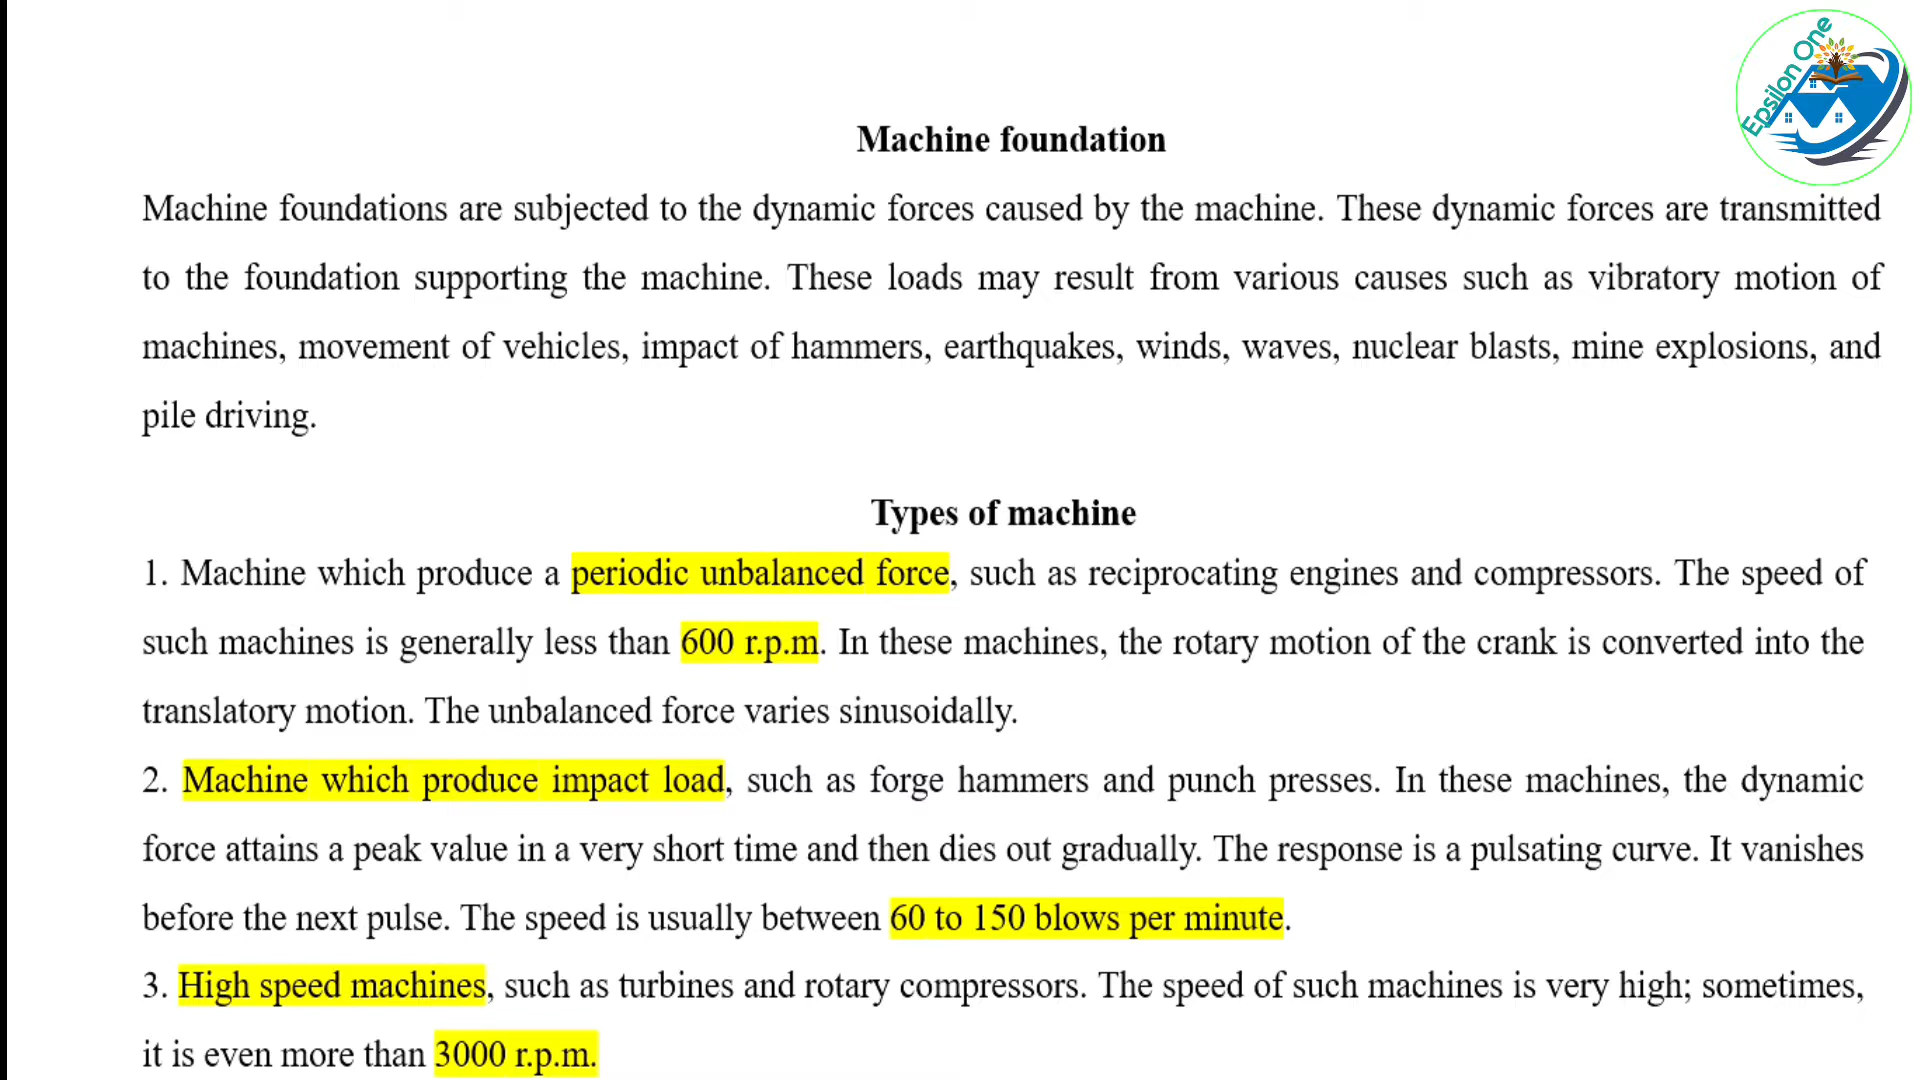 Epsilon One
Machine foundation
Machine foundations are subjected to the dynamic forces caused by the machine. These dynamic forces are transmitted
to the foundation supporting the machine. These loads may result from various causes such as vibratory motion of
machines, movement of vehicles, impact of hammers, earthquakes, winds, waves, nuclear blasts, mine explosions, and
pile driving.
Types of machine
1. Machine which produce a periodic unbalanced force, such as reciprocating engines and compressors. The speed of
such machines is generally less than 600 r.p.m. In these machines, the rotary motion of the crank is converted into the
translatory motion. The unbalanced force varies sinusoidally.
2. Machine which produce impact load, such as forge hammers and punch presses. In these machines, the dynamic
force attains a peak value in a very short time and then dies out gradually. The response is a pulsating curve. It vanishes
before the next pulse. The speed is usually between 60 to 150 blows per minute.
3. High speed machines, such as turbines and rotary compressors. The speed of such machines is very high; sometimes,
it is even more than 3000 r.p.m.